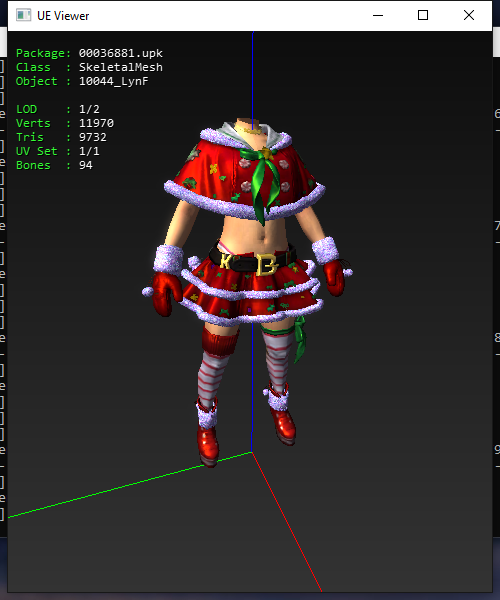 UE Viewer
Package: 00036881.upk
Class : SkeletalMesh
Object : 10044_LynF
LOD : 1/2
Verts : 11970
Tris : 9732
UV Set : 1/1
Bones : 94
K B